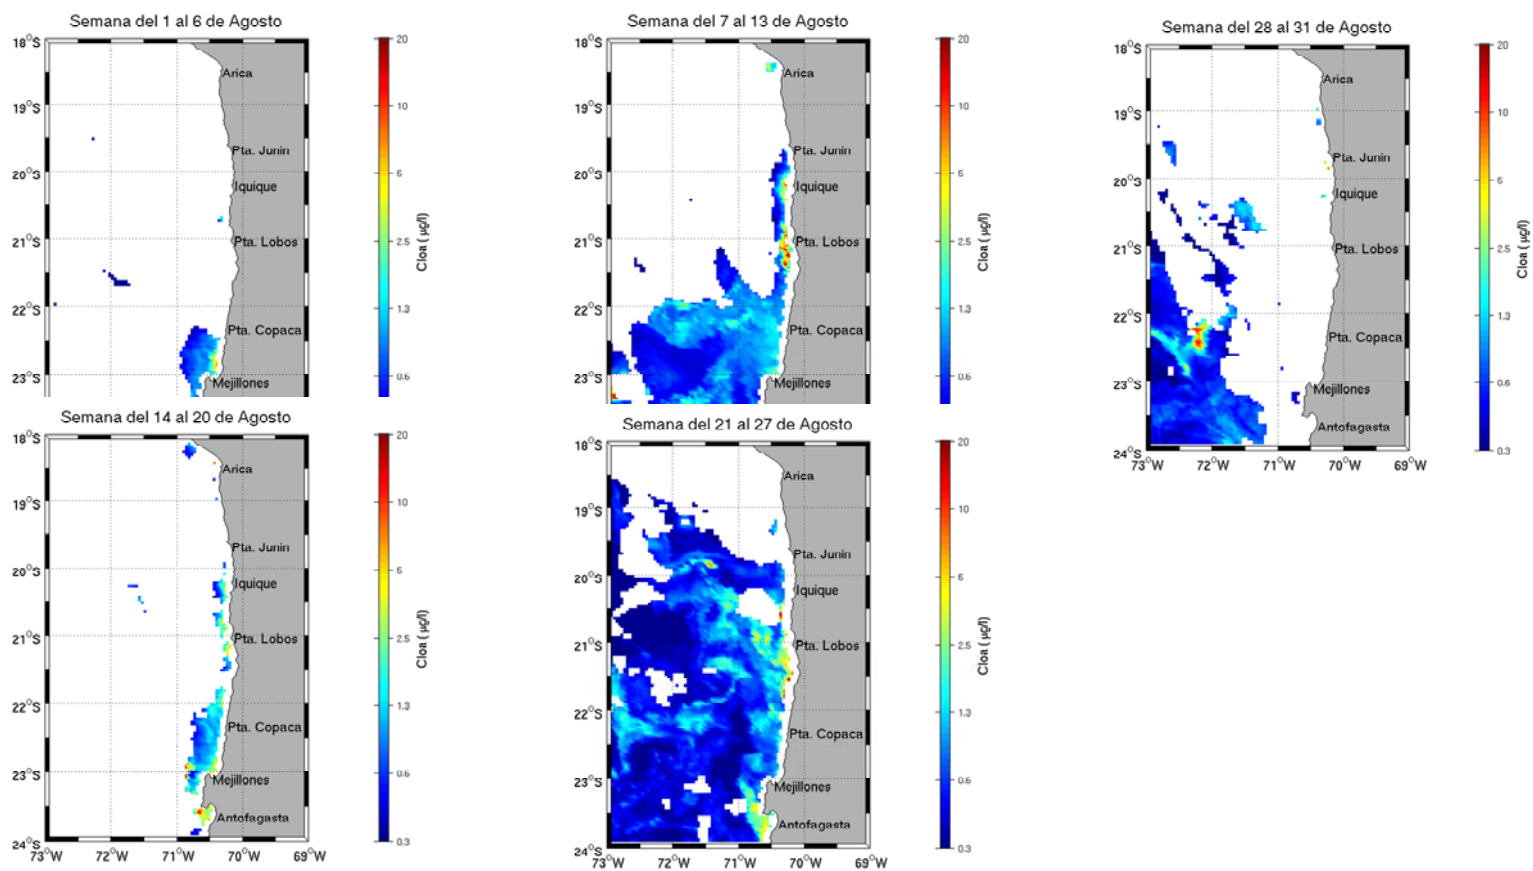 Semana del 1 al 6 de Agosto
18°S
19°S
20°S
21°S
22°S
23°S
Arica
Pta. Junin
Iquique
Pta. Lobos
Pta. Copaca
Mejillones
20
10
5
2.5
1.3
0.6
Cloa ( µg/l)
Semana del 7 al 13 de Agosto
18°S
19°S
20°S
21°S
22°S
23°S
Arica
Pta. Junin
Iquique
Pta. Lobos
Pta. Copaca
Mejillones
20
10
5
2.5
1.3
0.6
Cloa ( µg/l)
Semana del 28 al 31 de Agosto
18°S
19°S
20°S
21°S
22°S
23°S
24°S
Arica
Pta. Junin
Iquique
Pta. Lobos
Pta. Copaca
Mejillones
Antofagasta
73°W 72°W 71°W 70°W 69°W
20
10
5
2.5
1.3
0.6
0.3
Cloa ( µg/l)
Semana del 14 al 20 de Agosto
18°S
19°S
20°S
21°S
22°S
23°S
24°S
Arica
Pta. Junin
Iquique
Pta. Lobos
Pta. Copaca
Mejillones
Antofagasta
73°W 72°W 71°W 70°W 69°W
20
10
5
2.5
1.3
0.6
0.3
Cloa ( µg/l)
Semana del 21 al 27 de Agosto
18°S
19°S
20°S
21°S
22°S
23°S
24°S
Arica
Pta. Junin
Iquique
Pta. Lobos
Pta. Copaca
Mejillones
Antofagasta
73°W 72°W 71°W 70°W 69°W
20
10
5
2.5
1.3
0.6
0.3
Cloa ( µg/l)